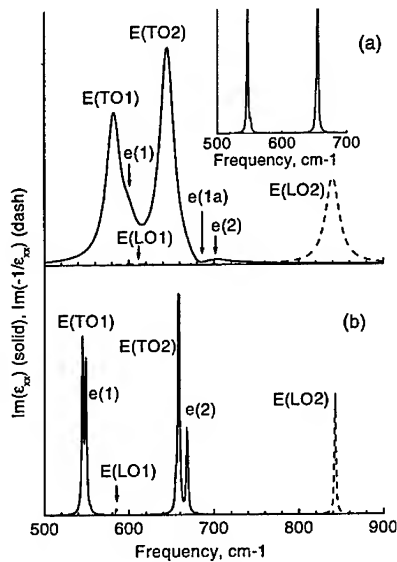 (a)
E(TO2)
E(TO1)
e(1)
500 600 700
Frequency, cm-1
E(LO1)
e(1a)
e(2)
E(LO2)
Im(εxx) (solid), Im(-1/εxx) (dash)
(b)
E(TO1)
e(1)
E(LO1)
E(TO2)
e(2)
E(LO2)
500 600 700 800 900
Frequency, cm-1